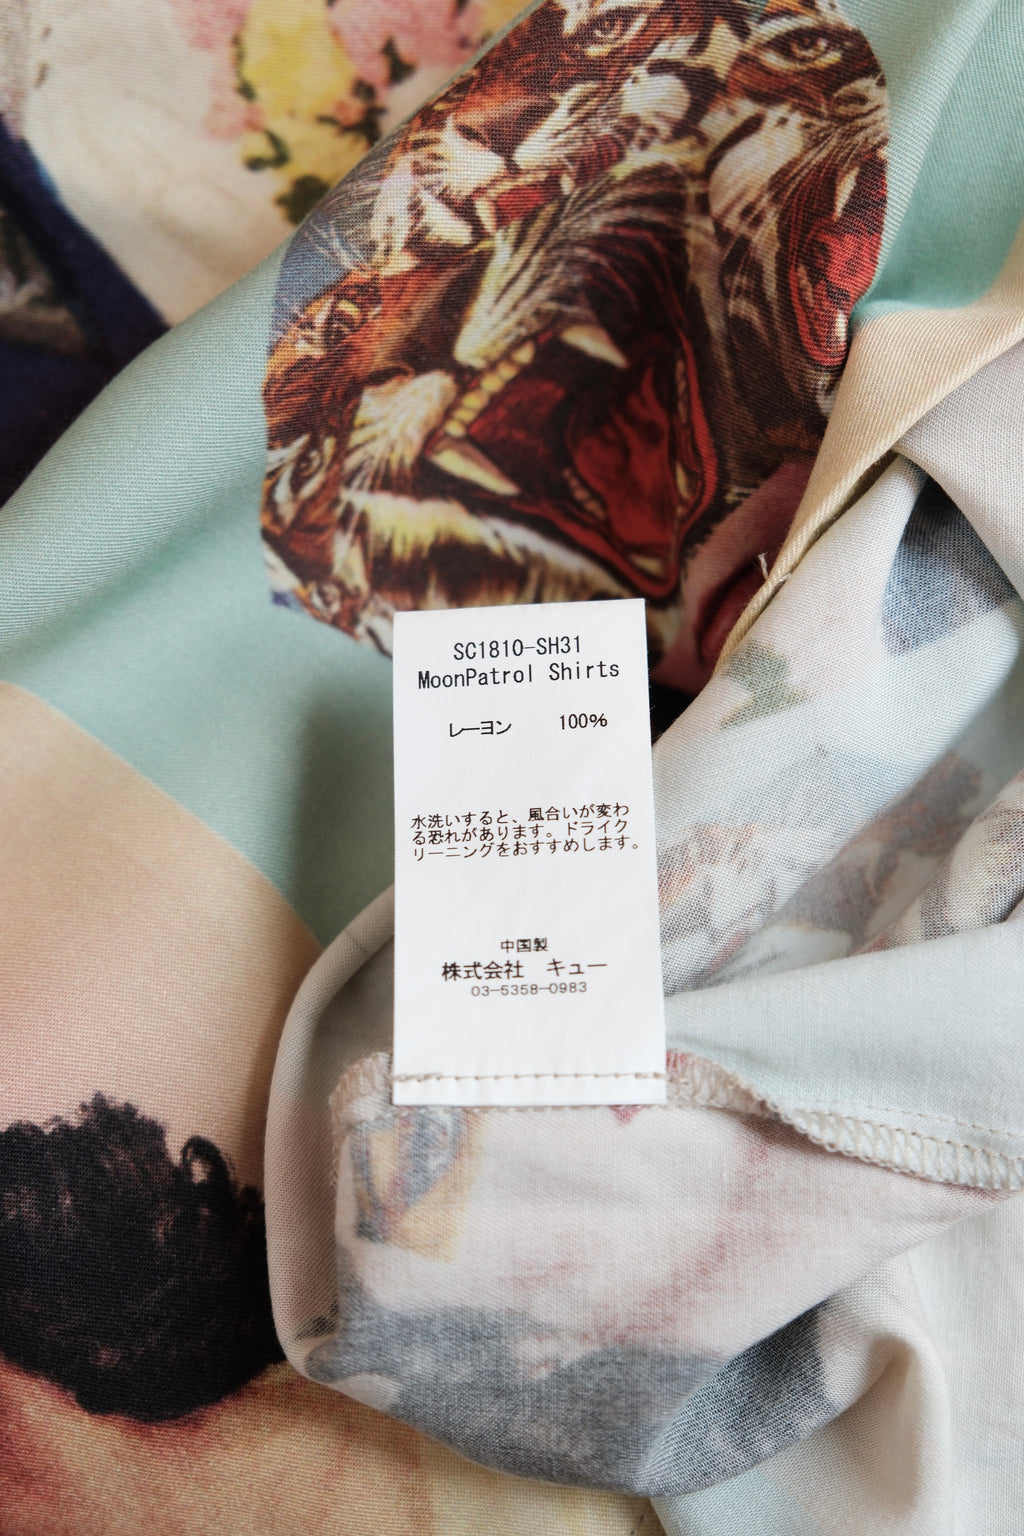 SC1810-SH31
MoonPatrol Shirts
レーヨン 100%
水洗いすると、風合いが変わ
る恐れがあります。ドライク
リーニングをおすすめします。
中国製
株式会社 キュー
03-5358-0983